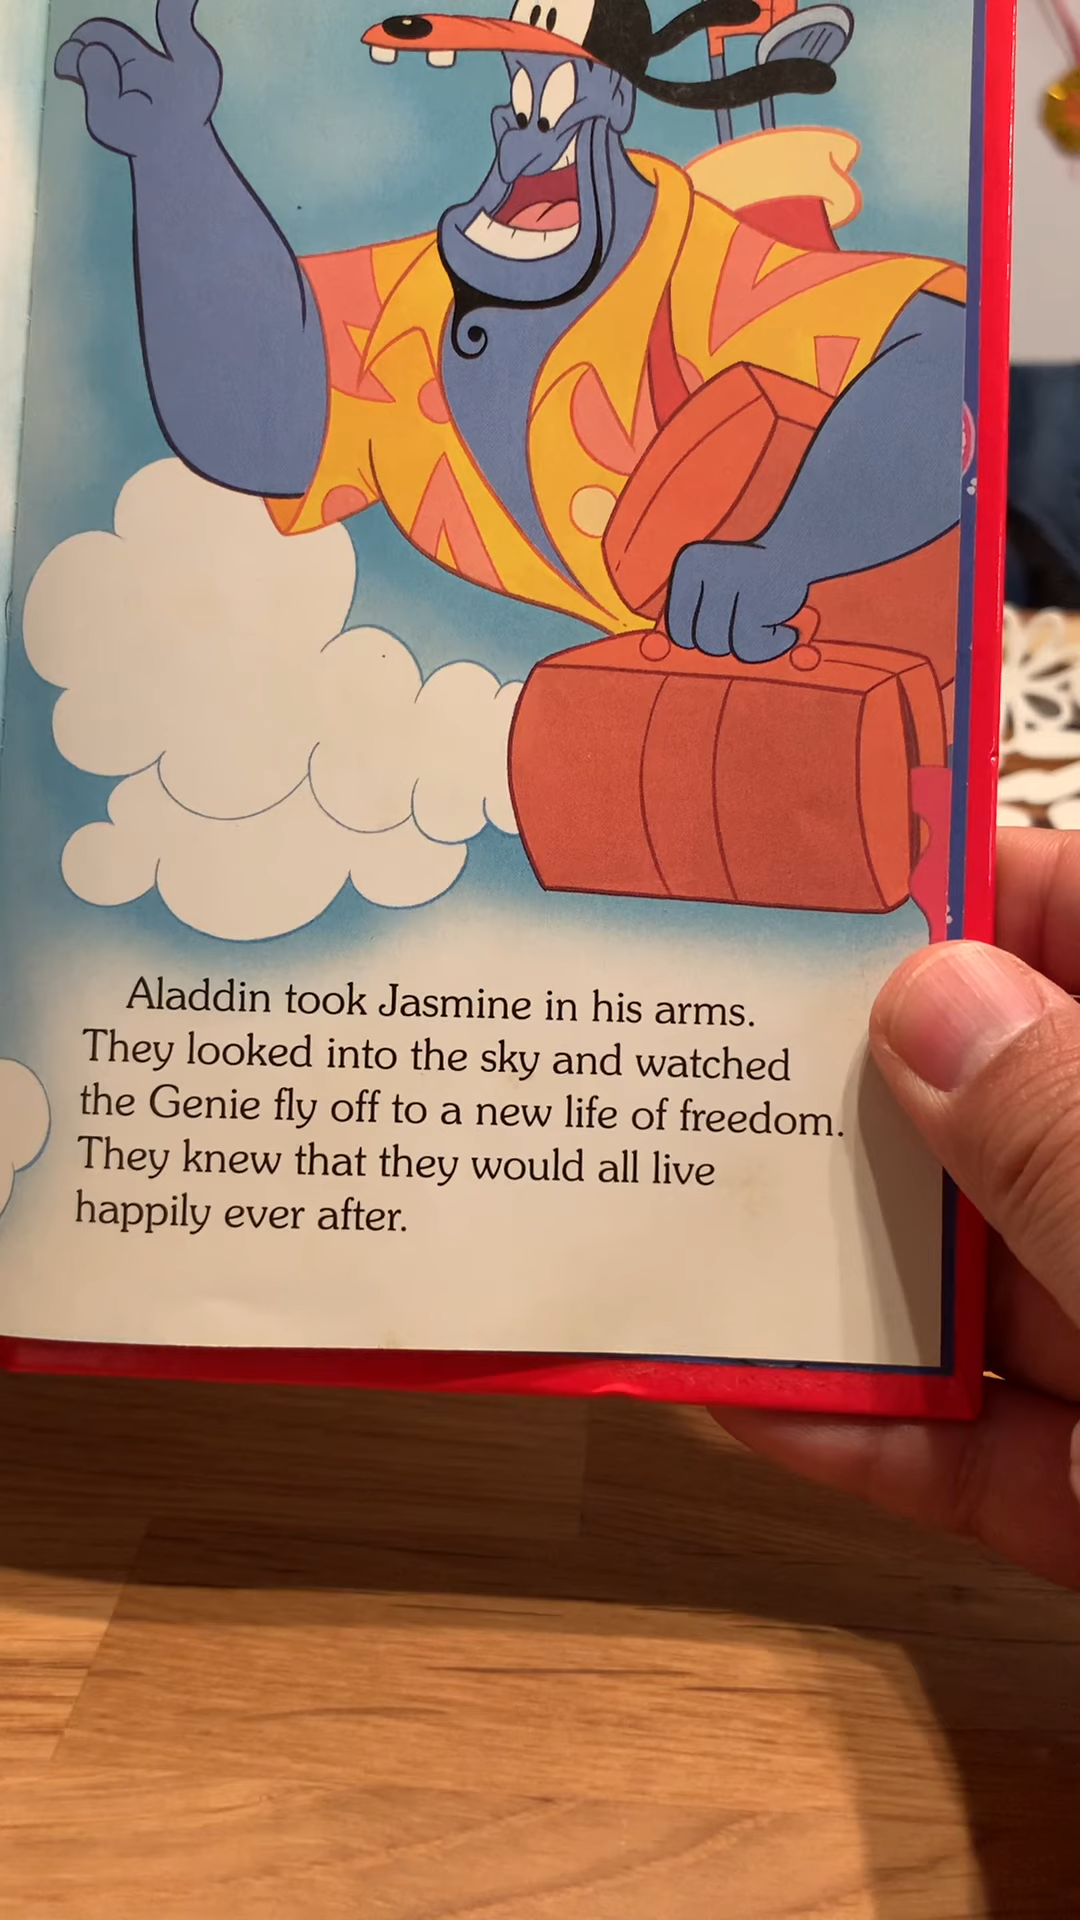 Aladdin took Jasmine in his arms.
They looked into the sky and watched
the Genie fly off to a new life of freedom.
They knew that they would all live
happily ever after.